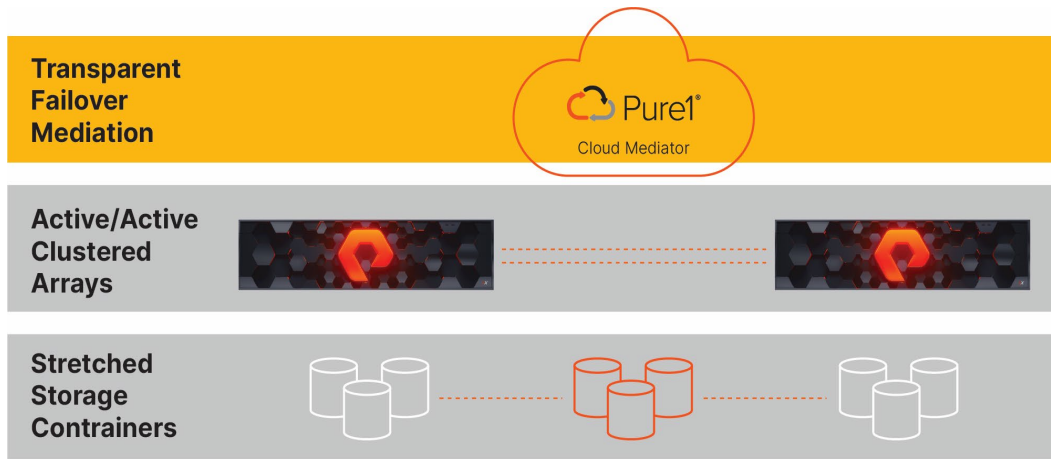 Transparent
Failover
Mediation
Pure1®
Cloud Mediator
Active/Active
Clustered
Arrays
Stretched
Storage
Contrainers